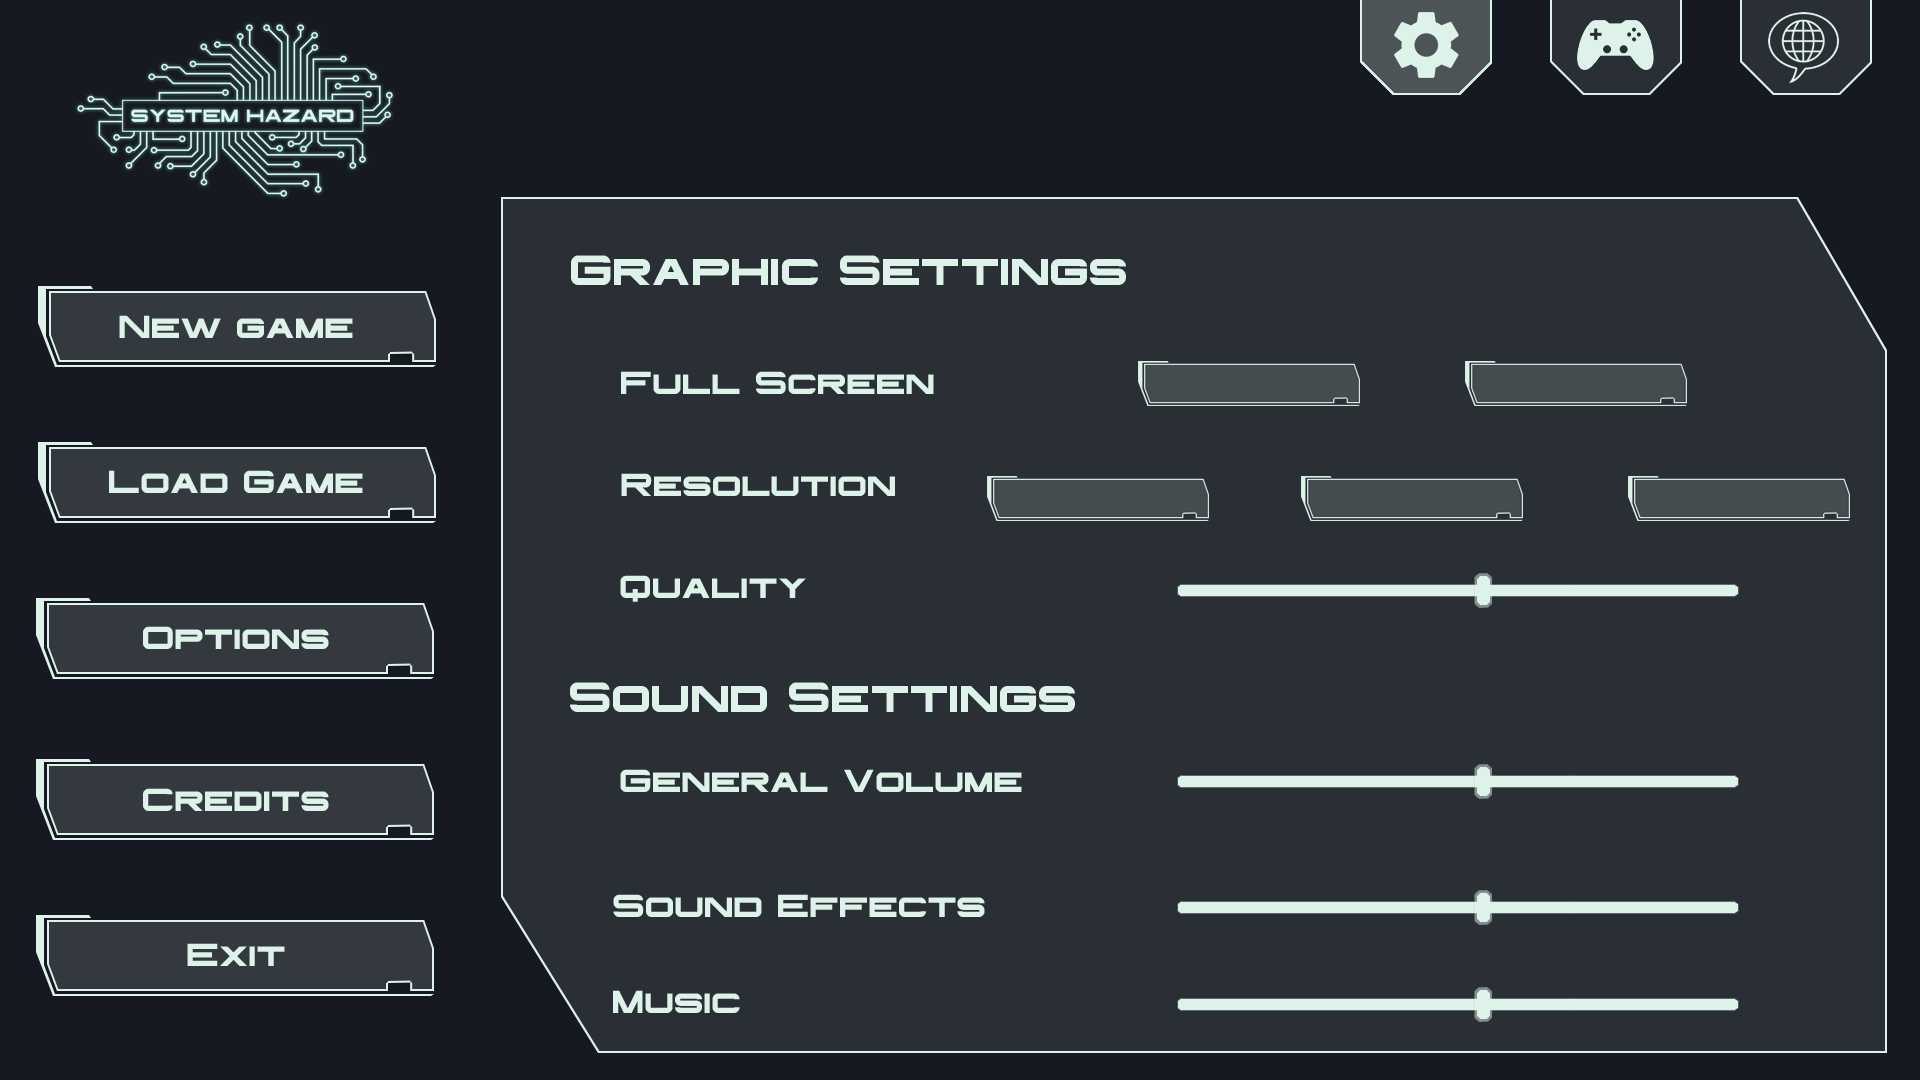 SYSTEM HAZARD
NEW GAME
LOAD GAME
OPTIONS
CREDITS
EXIT
GRAPHIC SETTINGS
FULL SCREEN
RESOLUTION
QUALITY
SOUND SETTINGS
GENERAL VOLUME
SOUND EFFECTS
MUSIC